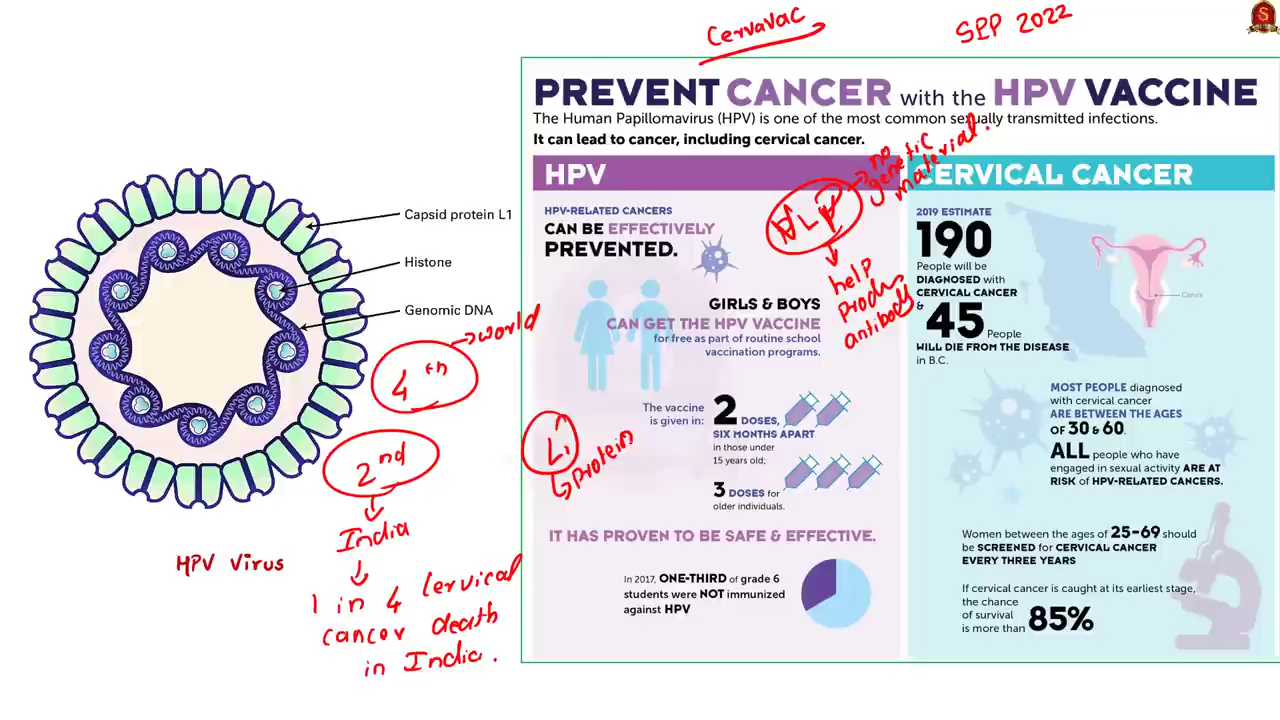 Cervavac
SEP 2022
PREVENT CANCER with the HPV VACCINE
The Human Papillomavirus (HPV) is one of the most common sexually transmitted infections.
It can lead to cancer, including cervical cancer.
Capsid protein L1
Histone
Genomic DNA
HPV Virus
4th
world
2nd
India
1 in 4 Cervical
cancer death
in India.
HPV
HPV-RELATED CANCERS
CAN BE EFFECTIVELY
PREVENTED.
VLP
no
genetic
material.
help
produ
antibody
GIRLS & BOYS
CAN GET THE HPV VACCINE
for free as part of routine school
vaccination programs.
L1
Protein
The vaccine
is given in:
2 DOSES,
SIX MONTHS APART
in those under
15 years old;
3 DOSES for
older individuals.
IT HAS PROVEN TO BE SAFE & EFFECTIVE.
In 2017, ONE-THIRD of grade 6
students were NOT immunized
against HPV
CERVICAL CANCER
2019 ESTIMATE
190
People will be
DIAGNOSED with
CERVICAL CANCER
& 45 People
WILL DIE FROM THE DISEASE
in B.C.
Cervix
MOST PEOPLE diagnosed
with cervical cancer
ARE BETWEEN THE AGES
OF 30 & 60.
ALL people who have
engaged in sexual activity ARE AT
RISK of HPV-RELATED CANCERS.
Women between the ages of 25-69 should
be SCREENED for CERVICAL CANCER
EVERY THREE YEARS
If cervical cancer is caught at its earliest stage,
the chance
of survival
is more than 85%